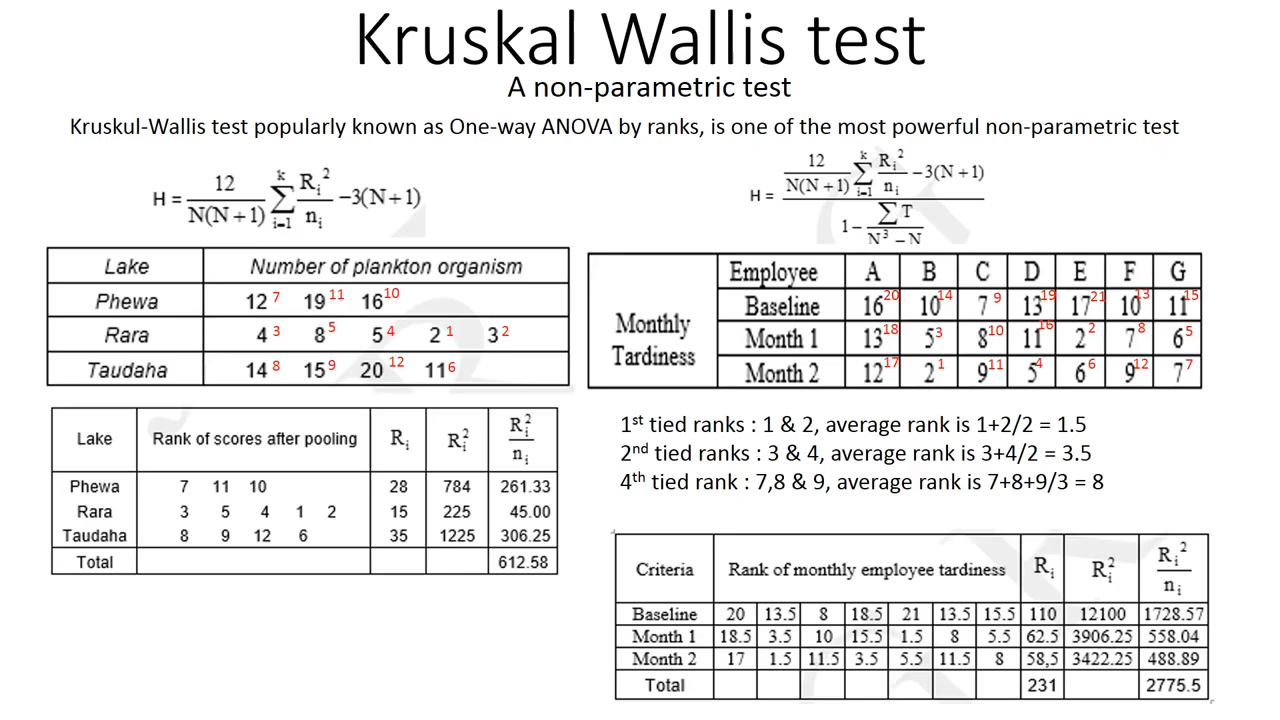 Kruskal Wallis test
A non-parametric test
Kruskul-Wallis test popularly known as One-way ANOVA by ranks, is one of the most powerful non-parametric test
H = 12/N(N+1) k∑i=1 Ri²/ni −3(N+1)
H = (12/N(N+1) k∑i=1 Ri²/ni −3(N+1)) / (1− ∑T/N³−N)
Lake Number of plankton organism
Phewa 12 7 19 11 16 10
Rara 4 3 8 5 5 4 2 1 3 2
Taudaha 14 8 15 9 20 12 11 6
Lake Rank of scores after pooling Ri Ri² Ri²/ni
Phewa 7 11 10 28 784 261.33
Rara 3 5 4 1 2 15 225 45.00
Taudaha 8 9 12 6 35 1225 306.25
Total 612.58
Monthly Tardiness
Employee A B C D E F G
Baseline 16 20 10 14 7 9 13 19 17 21 10 13 11 15
Month 1 13 18 5 3 8 10 11 16 2 2 7 8 6 5
Month 2 12 17 2 1 9 11 5 4 6 6 9 12 7 7
1st tied ranks : 1 & 2, average rank is 1+2/2 = 1.5
2nd tied ranks : 3 & 4, average rank is 3+4/2 = 3.5
4th tied rank : 7,8 & 9, average rank is 7+8+9/3 = 8
Criteria Rank of monthly employee tardiness Ri Ri² Ri²/ni
Baseline 20 13.5 8 18.5 21 13.5 15.5 110 12100 1728.57
Month 1 18.5 3.5 10 15.5 1.5 8 5.5 62.5 3906.25 558.04
Month 2 17 1.5 11.5 3.5 5.5 11.5 8 58,5 3422.25 488.89
Total 231 2775.5